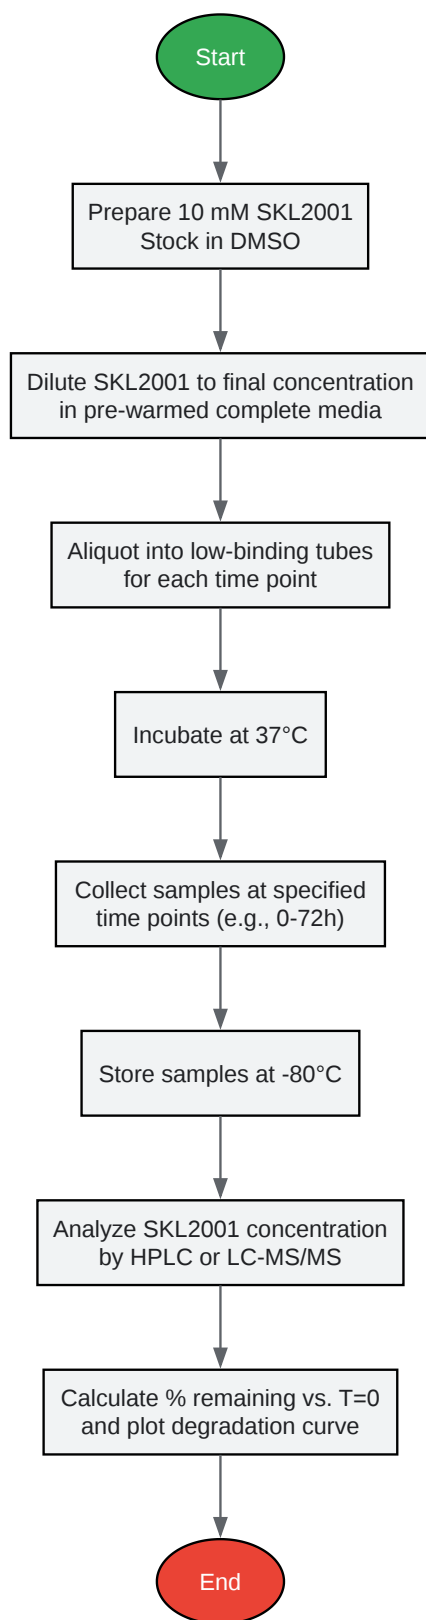 Start
Prepare 10 mM SKL2001
Stock in DMSO
Dilute SKL2001 to final concentration
in pre-warmed complete media
Aliquot into low-binding tubes
for each time point
Incubate at 37°C
Collect samples at specified
time points (e.g., 0-72h)
Store samples at -80°C
Analyze SKL2001 concentration
by HPLC or LC-MS/MS
Calculate % remaining vs. T=0
and plot degradation curve
End